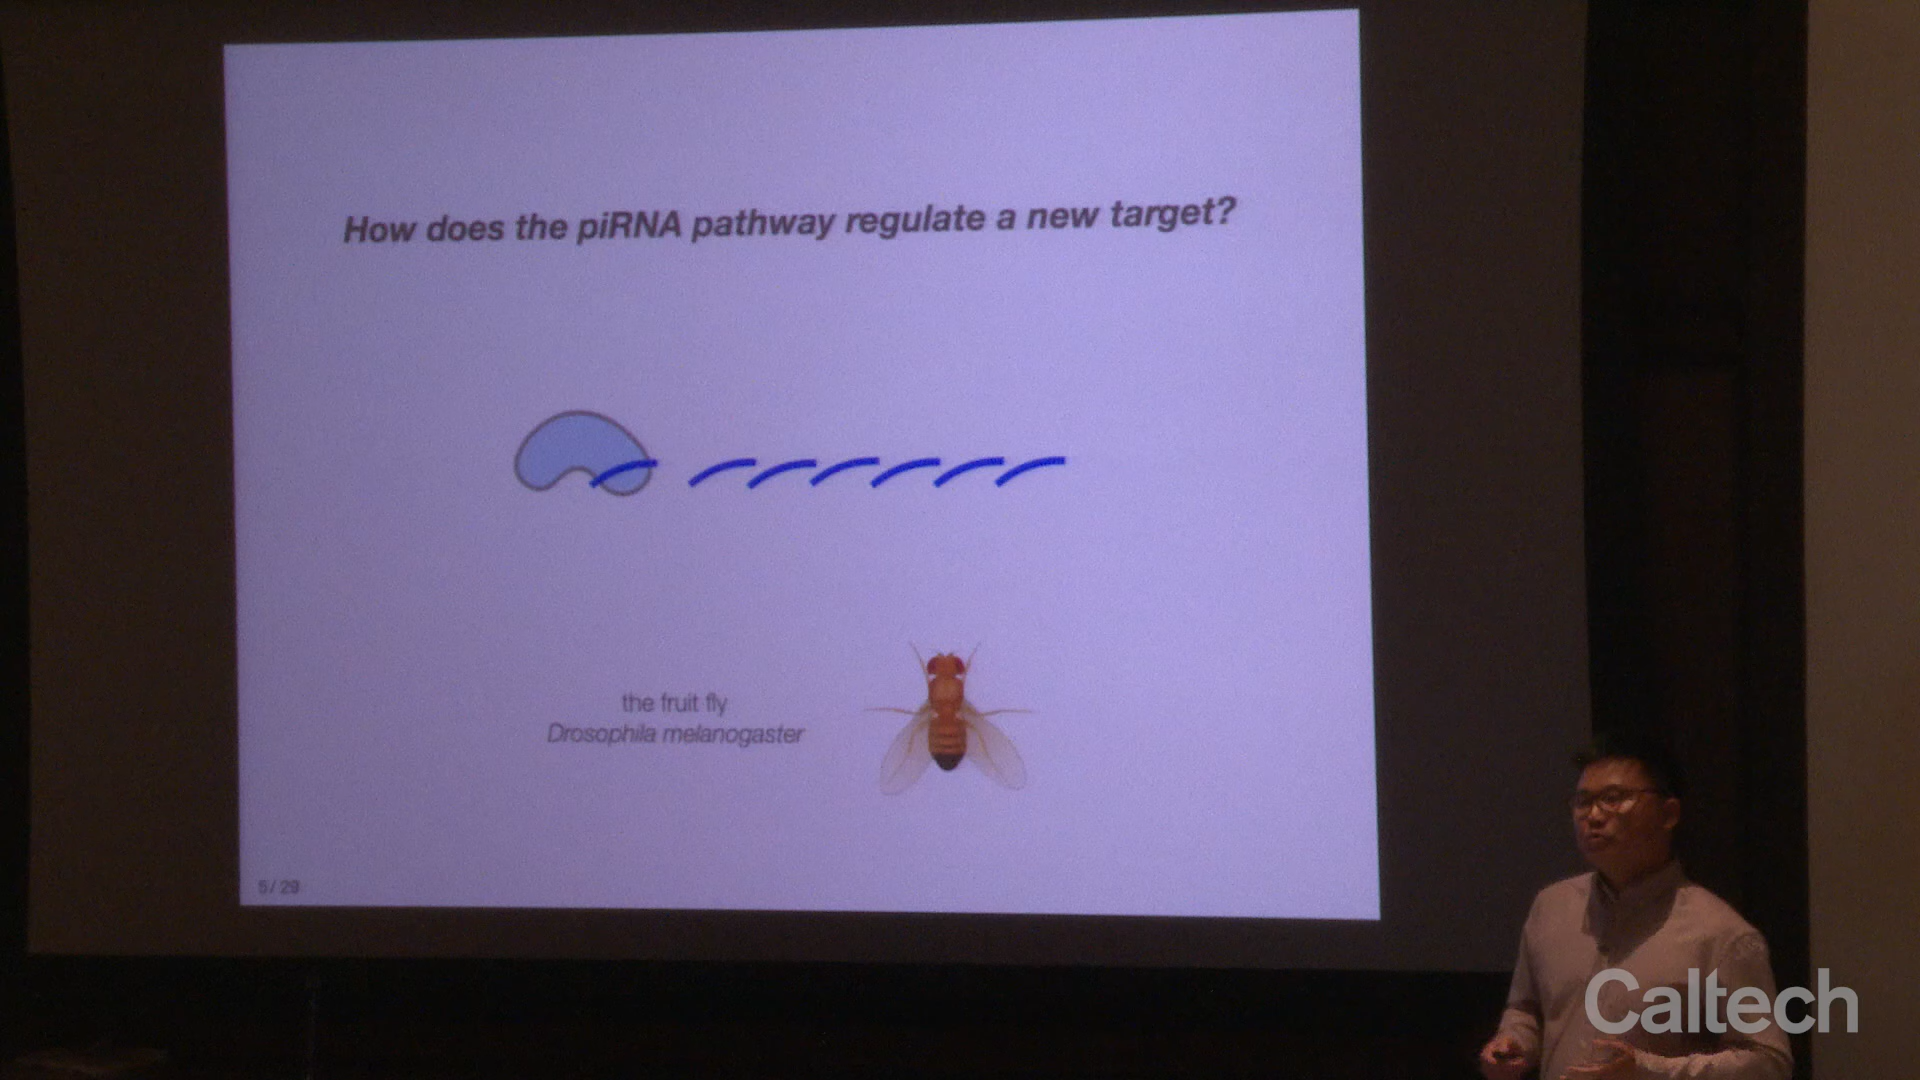 How does the piRNA pathway regulate a new target?
the fruit fly
Drosophila melanogaster
5/ 29
Caltech